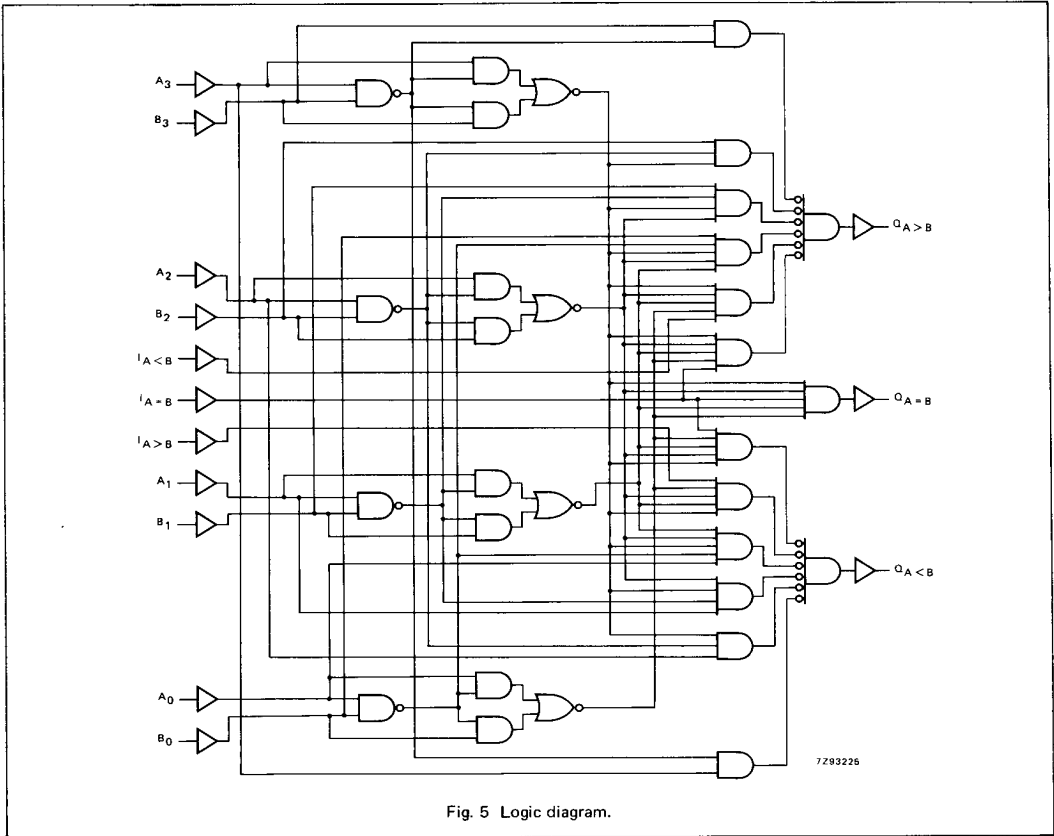 A3
B3
QA>B
A2
B2
IA<B
IA=B
QA=B
IA>B
A1
B1
QA<B
A0
B0
7Z93225
Fig. 5 Logic diagram.